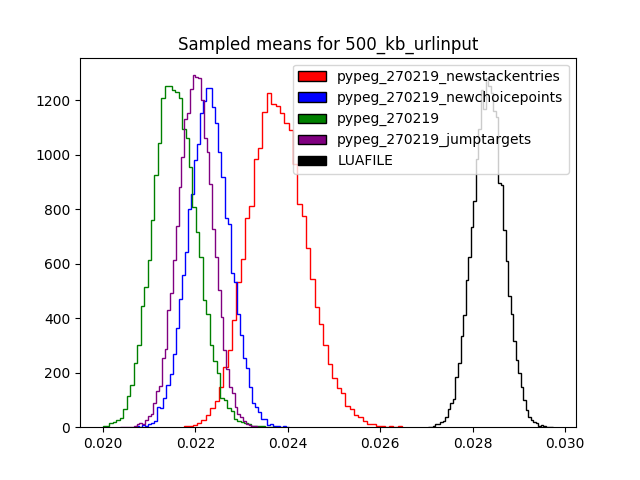 Sampled means for 500_kb_urlinput
pypeg_270219_newstackentries
pypeg_270219_newchoicepoints
pypeg_270219
pypeg_270219_jumptargets
LUAFILE
1200
1000
800
600
400
200
0
0.020 0.022 0.024 0.026 0.028 0.030